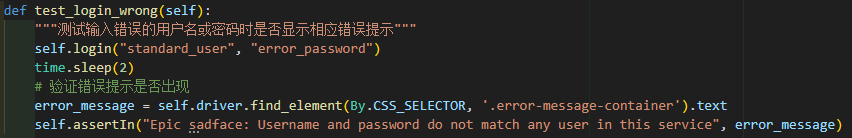 def test_login_wrong(self):
"""测试输入错误的用户名或密码时是否显示相应错误提示"""
self.login("standard_user", "error_password")
time.sleep(2)
# 验证错误提示是否出现
error_message = self.driver.find_element(By.CSS_SELECTOR, '.error-message-container').text
self.assertIn("Epic sadface: Username and password do not match any user in this service", error_message)